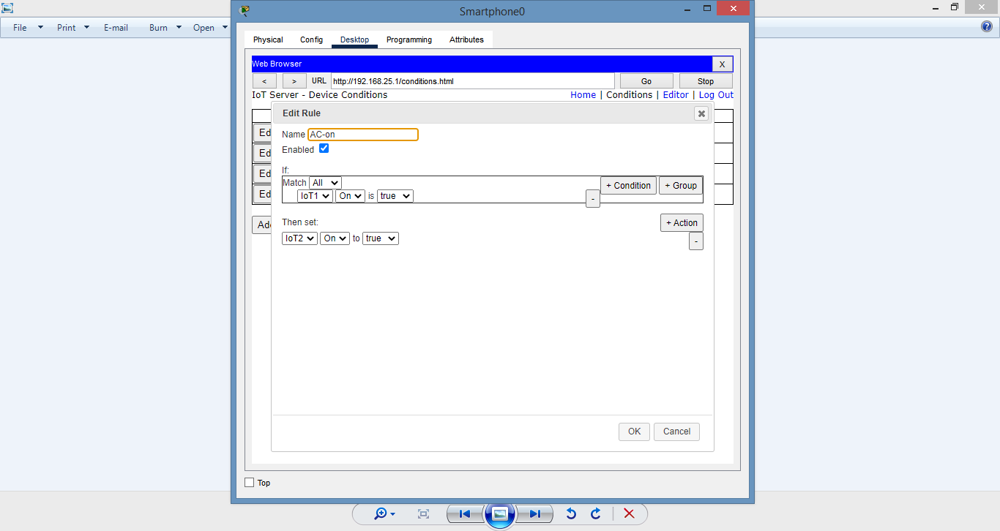 Smartphone0
File Print E-mail Burn Open
Physical Config Desktop Programming Attributes
Web Browser X
< > URL http://192.168.25.1/conditions.html Go Stop
IoT Server - Device Conditions Home | Conditions | Editor | Log Out
Edit Rule
Name AC-on
Enabled
If:
Match All + Condition + Group
IoT1 On is true -
Then set: + Action
IoT2 On to true -
Ed
Ed
Ed
Ed
OK Cancel
Top